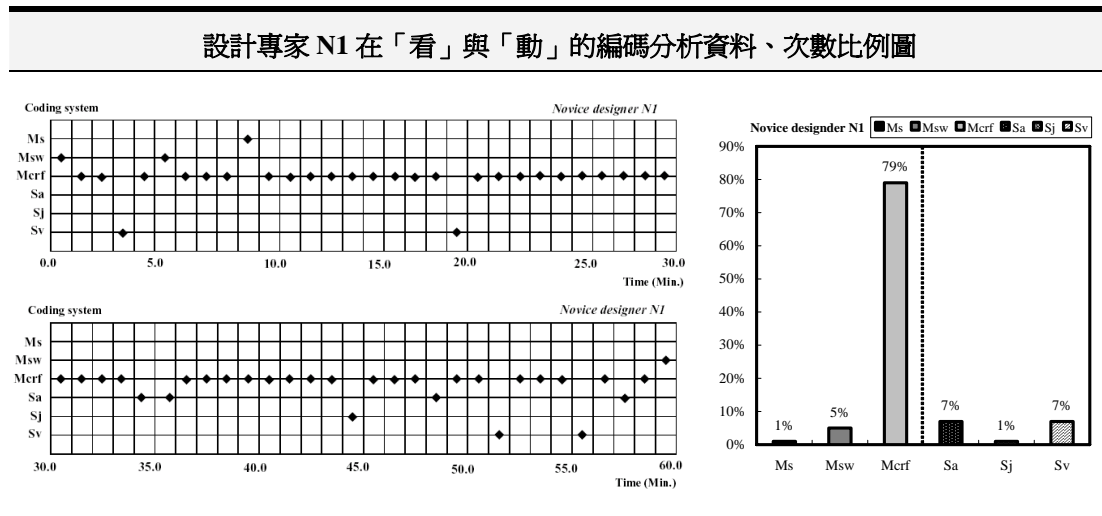 設計專家 N1 在「看」與「動」的編碼分析資料、次數比例圖
Coding system Novice designer N1
Ms
Msw
Mcrf
Sa
Sj
Sv
0.0 5.0 10.0 15.0 20.0 25.0 30.0
Time (Min.)
Coding system Novice designer N1
Ms
Msw
Mcrf
Sa
Sj
Sv
30.0 35.0 40.0 45.0 50.0 55.0 60.0
Time (Min.)
Novice designder N1 Ms Msw Mcrf Sa Sj Sv
90%
80%
70%
60%
50%
40%
30%
20%
10%
0%
1% 5% 79% 7% 1% 7%
Ms Msw Mcrf Sa Sj Sv